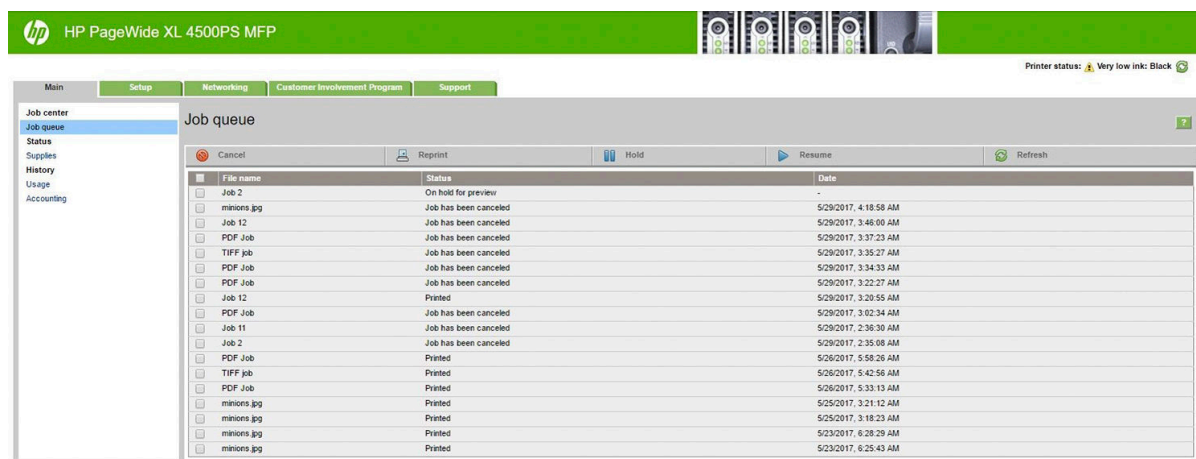 hp HP PageWide XL 4500PS MFP
Printer status: Very low ink: Black
Main Setup Networking Customer Involvement Program Support
Job center
Job queue
Status
Supplies
History
Usage
Accounting
Job queue
?
Cancel Reprint Hold Resume Refresh
File name Status Date
Job 2 On hold for preview -
minions.jpg Job has been canceled 5/29/2017, 4:18:58 AM
Job 12 Job has been canceled 5/29/2017, 3:46:00 AM
PDF Job Job has been canceled 5/29/2017, 3:37:23 AM
TIFF job Job has been canceled 5/29/2017, 3:35:27 AM
PDF Job Job has been canceled 5/29/2017, 3:34:33 AM
PDF Job Job has been canceled 5/29/2017, 3:22:27 AM
Job 12 Printed 5/29/2017, 3:20:55 AM
PDF Job Job has been canceled 5/29/2017, 3:02:34 AM
Job 11 Job has been canceled 5/29/2017, 2:36:30 AM
Job 2 Job has been canceled 5/29/2017, 2:35:08 AM
PDF Job Printed 5/26/2017, 5:58:26 AM
TIFF job Printed 5/26/2017, 5:42:56 AM
PDF Job Printed 5/26/2017, 5:33:13 AM
minions.jpg Printed 5/25/2017, 3:21:12 AM
minions.jpg Printed 5/25/2017, 3:18:23 AM
minions.jpg Printed 5/23/2017, 6:28:29 AM
minions.jpg Printed 5/23/2017, 6:25:43 AM